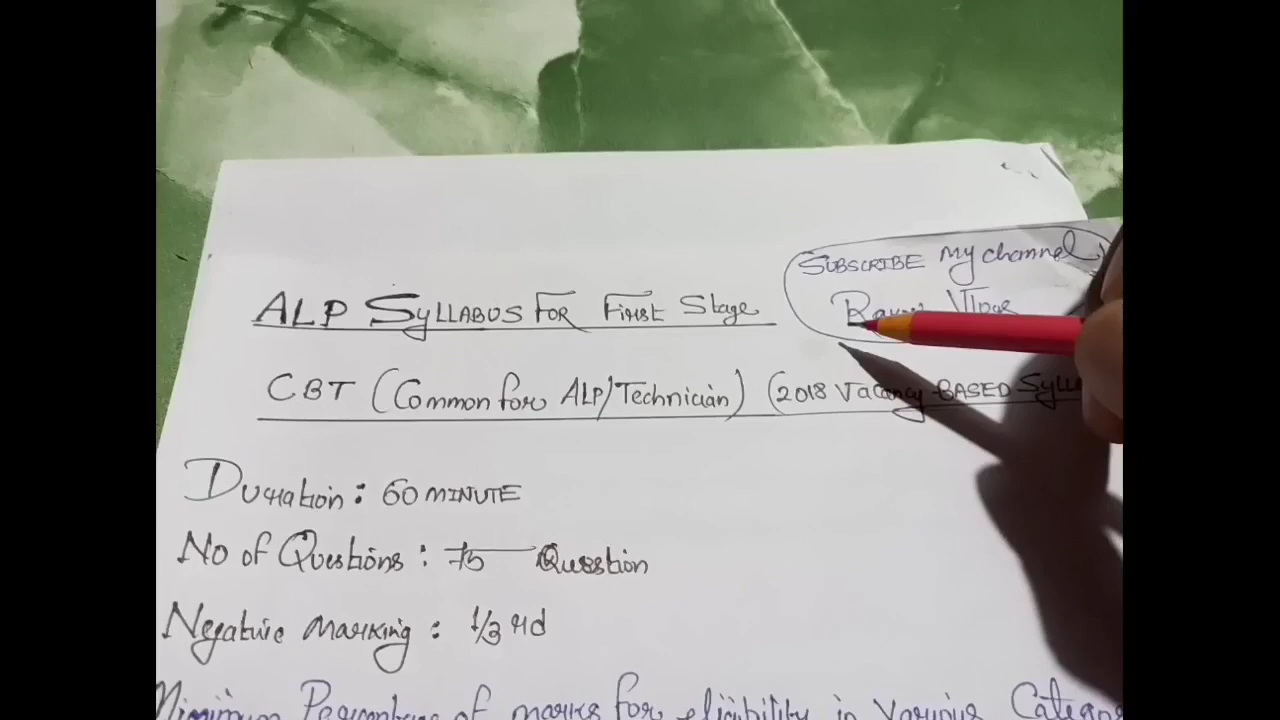 SUBSCRIBE My channel
ALP SYLLABUS FOR First Stage
CBT (Common for ALP/Technician) (2018 Vacancy BASED
Duration: 60 MINUTE
No of Questions: 75 Question
Negative marking: 1/3 rd
Minimum Percentage of marks for eligibility in Various